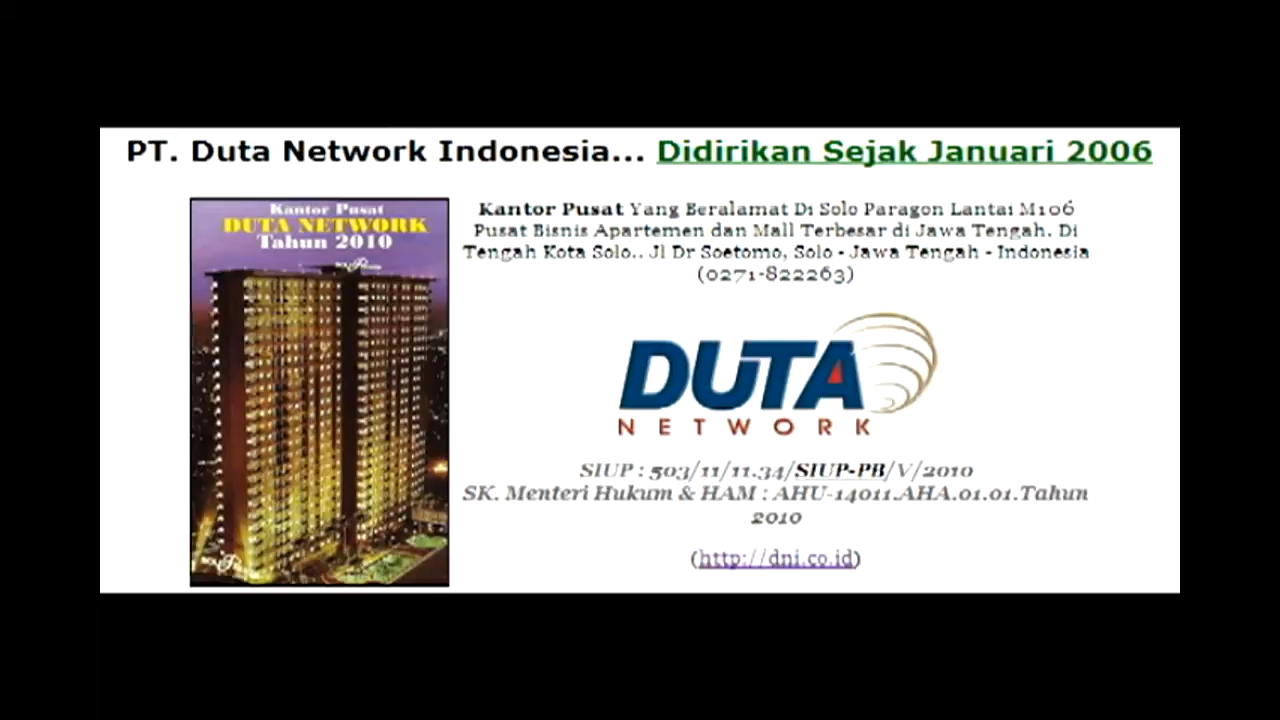 PT. Duta Network Indonesia... Didirikan Sejak Januari 2006
Kantor Pusat
DUTA NETWORK
Tahun 2010
Kantor Pusat Yang Beralamat Di Solo Paragon Lantai M106
Pusat Bisnis Apartemen dan Mall Terbesar di Jawa Tengah. Di
Tengah Kota Solo.. Jl Dr Soetomo, Solo - Jawa Tengah - Indonesia
(0271-822263)
DUTA
NETWORK
SIUP : 503/11/11.34/SIUP-PB/V/2010
SK. Menteri Hukum & HAM : AHU-14011.AHA.01.01.Tahun
2010
(http://dni.co.id)